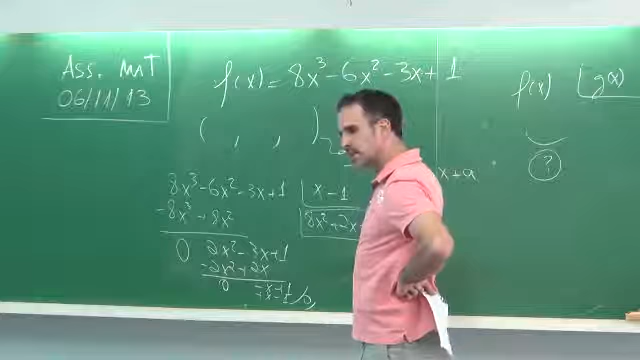 Ass. MAT
06/11/13
f(x) = 8x³ - 6x² - 3x + 1
f(x) | g(x)
?
( , , )
x + a
8x³ - 6x² - 3x + 1 | x - 1
-8x³ + 8x² | 8x² + 2x
0 2x² - 3x + 1
-2x² + 2x
0 -x + 1